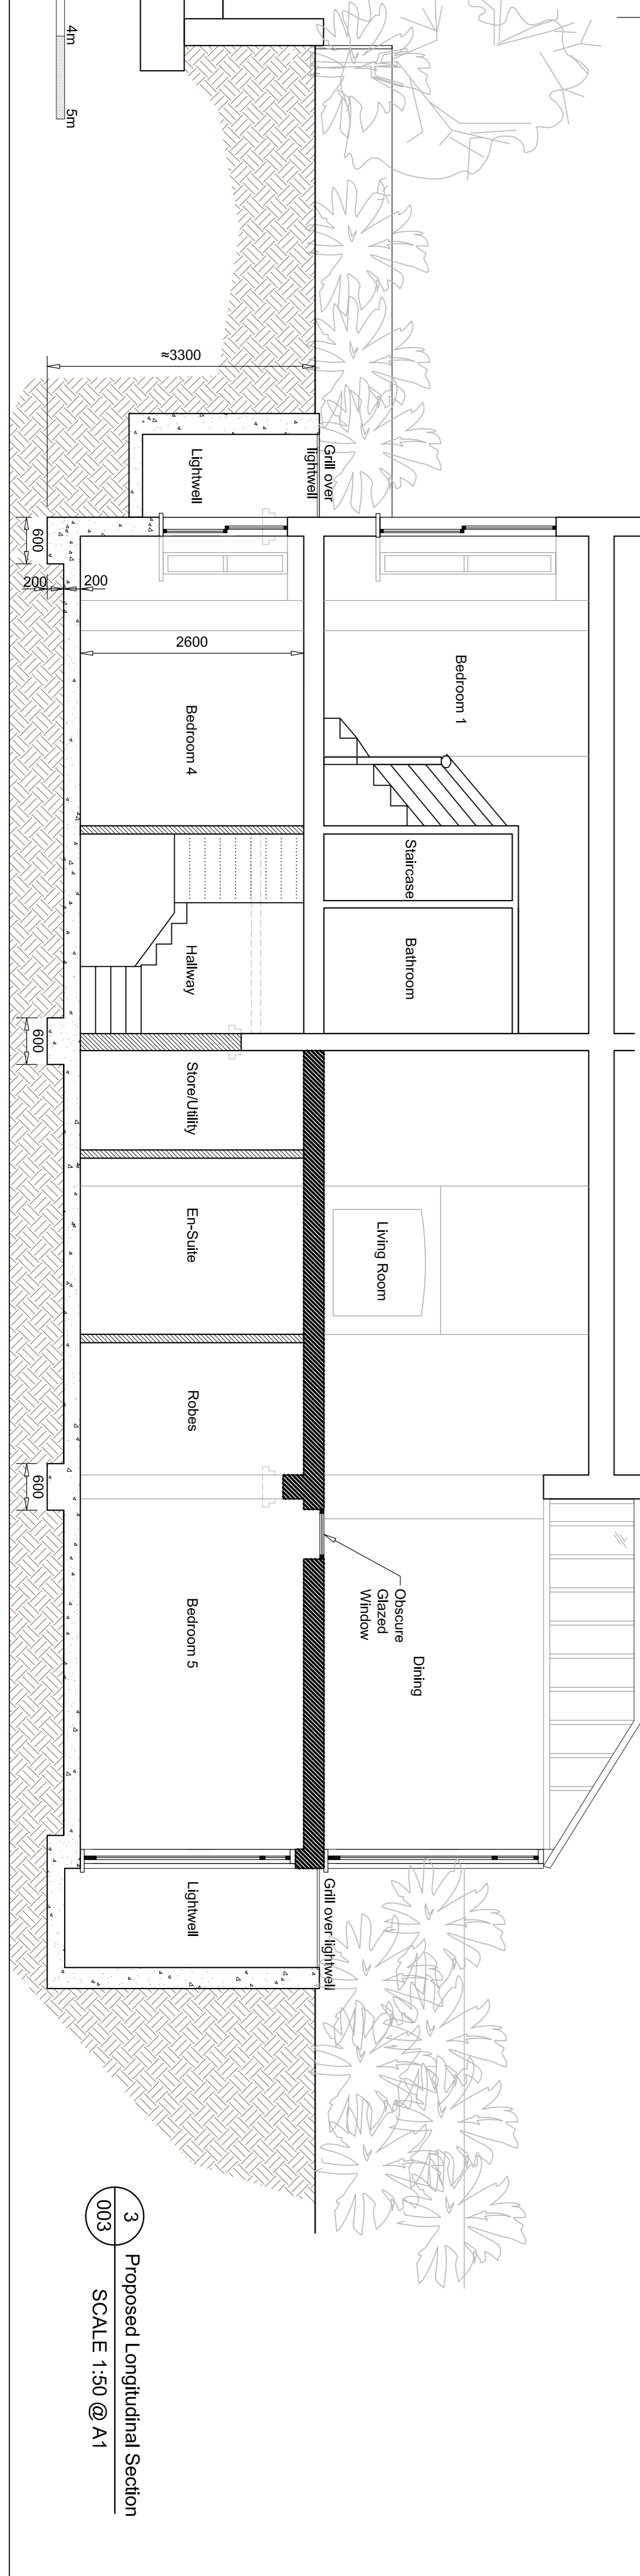 4m
5m
≈3300
Lightwell
Grill over
lightwell
600
200
200
2600
Bedroom 4
Bedroom 1
Staircase
Bathroom
Hallway
600
Store/Utility
En-Suite
Living Room
Robes
600
Obscure
Glazed
Window
Dining
Bedroom 5
Lightwell
Grill over lightwell
3
003
Proposed Longitudinal Section
SCALE 1:50 @ A1